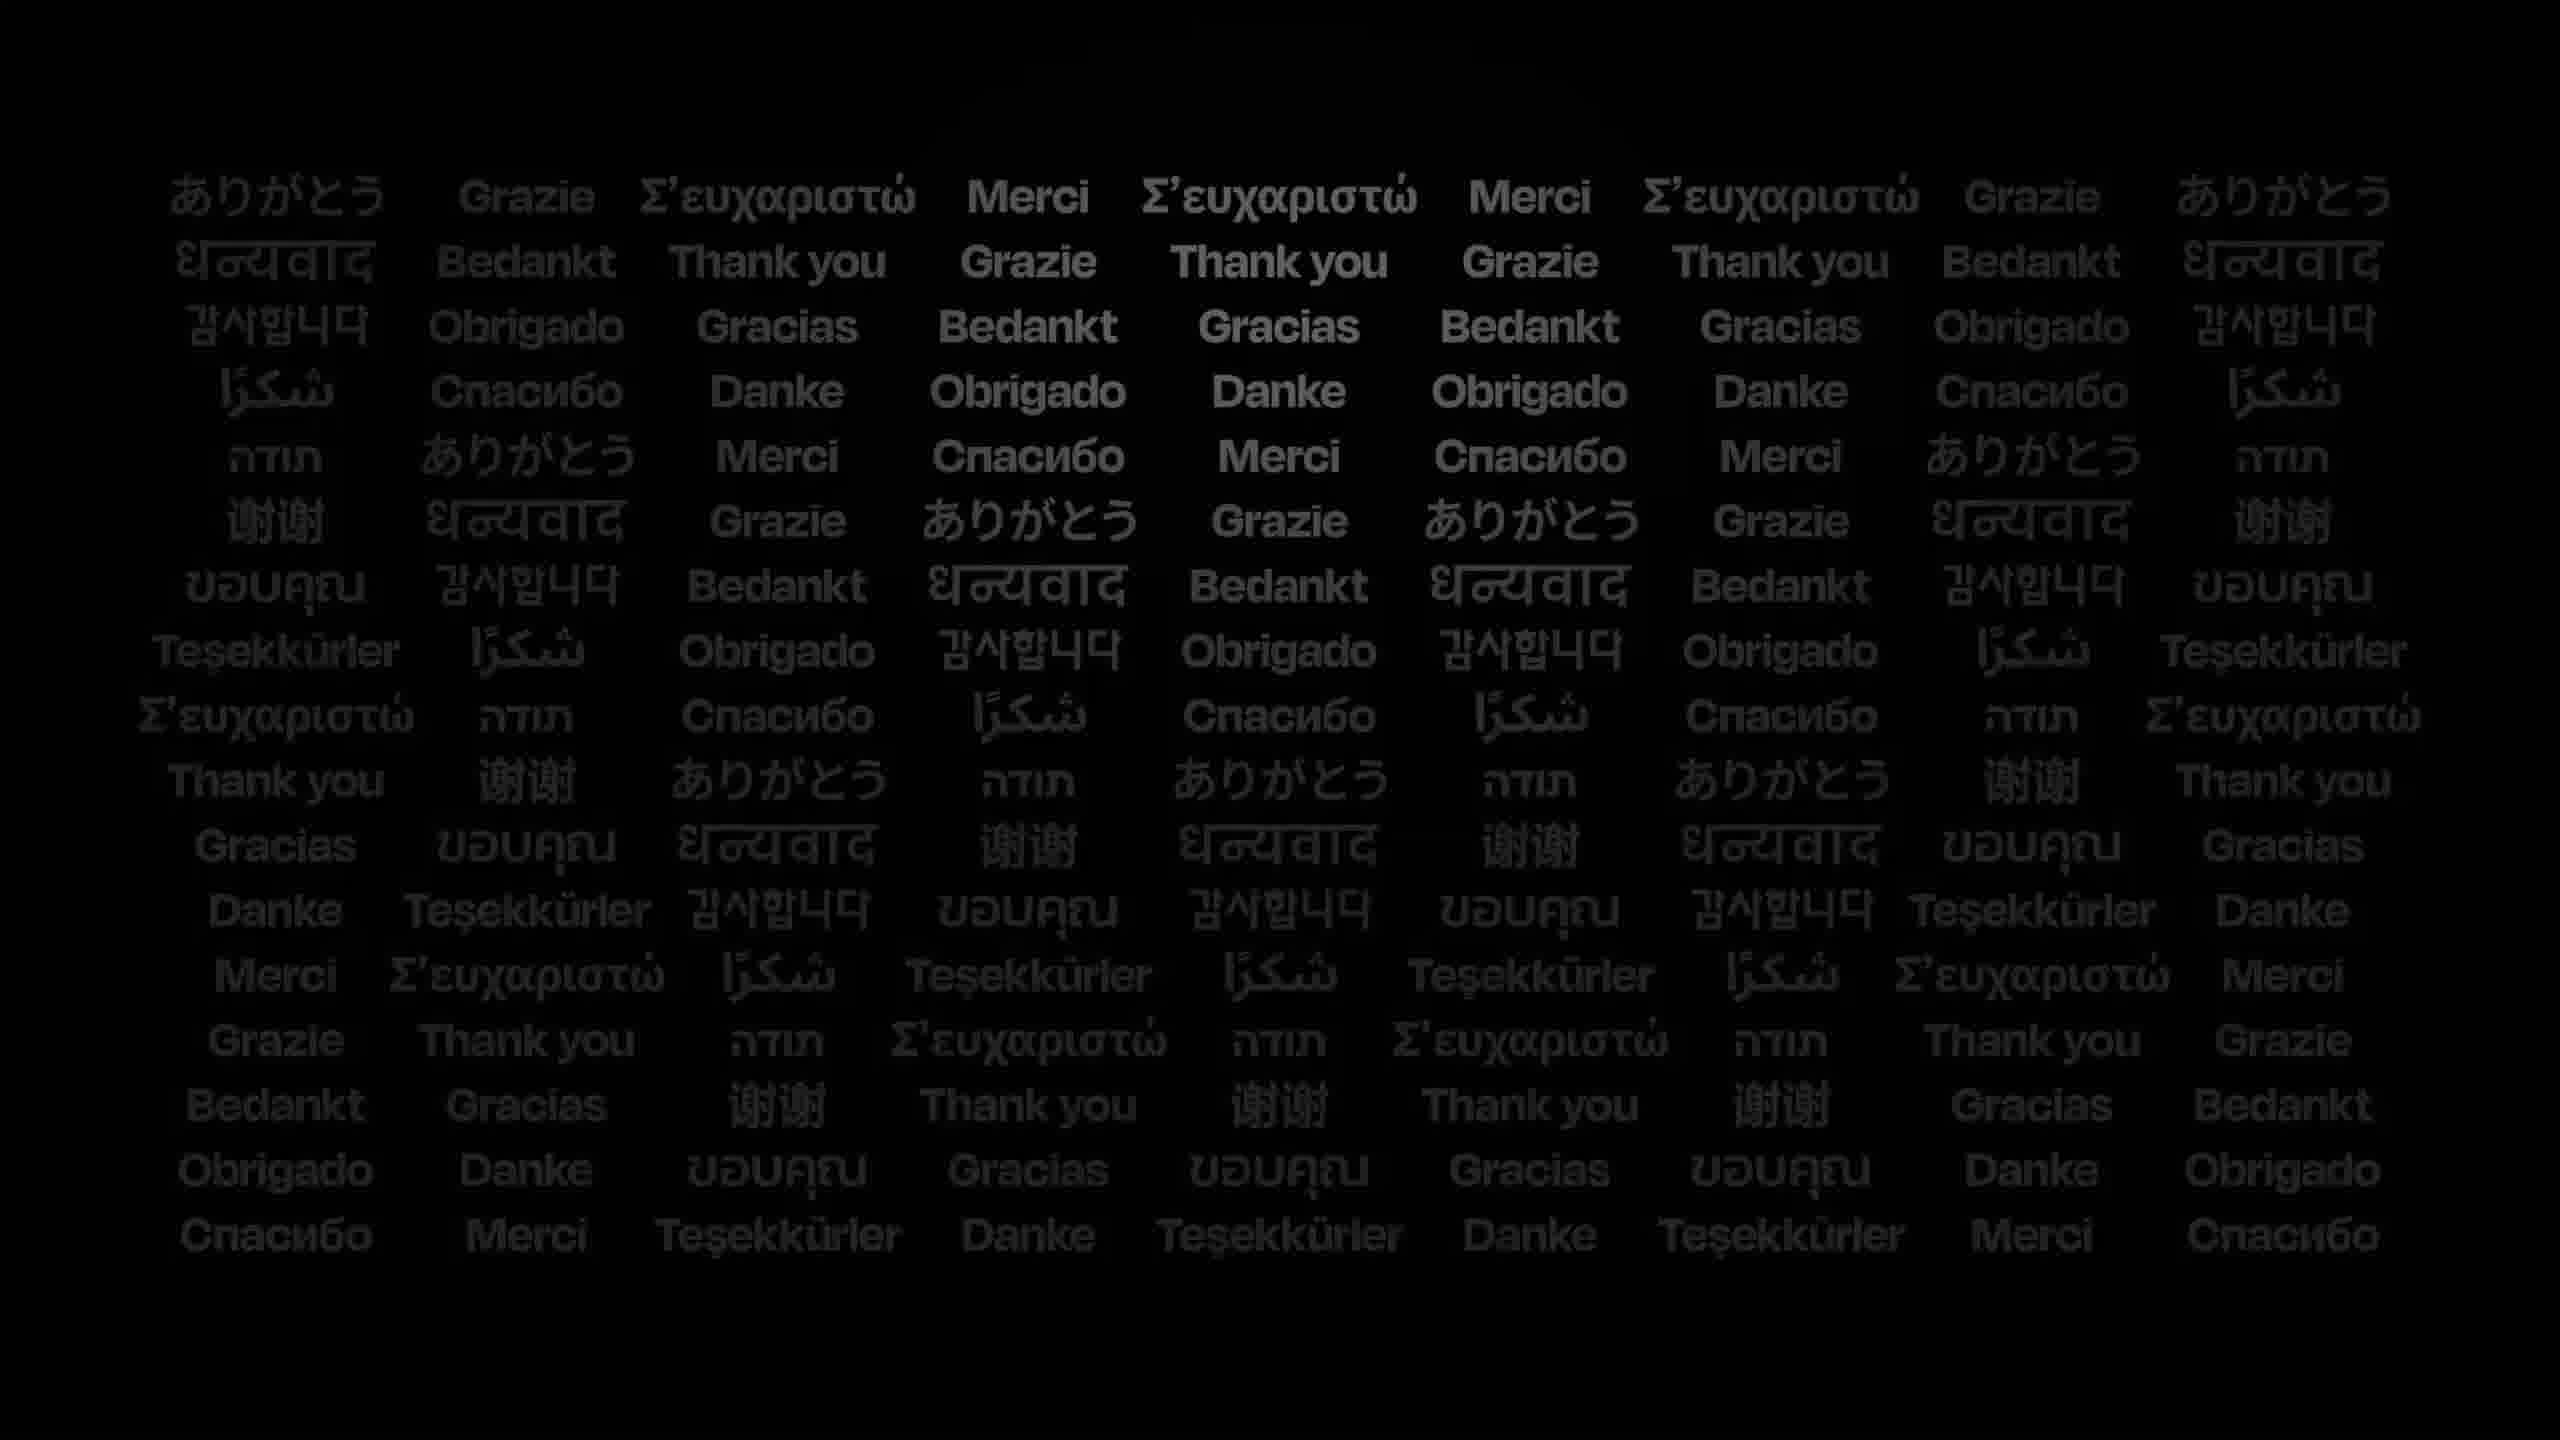 ありがとう Grazie Σ’ευχαριστώ Merci Σ’ευχαριστώ Merci Σ’ευχαριστώ Grazie ありがとう
धन्यवाद Bedankt Thank you Grazie Thank you Grazie Thank you Bedankt धन्यवाद
감사합니다 Obrigado Gracias Bedankt Gracias Bedankt Gracias Obrigado 감사합니다
شكرًا Спасибо Danke Obrigado Danke Obrigado Danke Спасибо شكرًا
תודה ありがとう Merci Спасибо Merci Спасибо Merci ありがとう תודה
谢谢 धन्यवाद Grazie ありがとう Grazie ありがとう Grazie धन्यवाद 谢谢
ขอบคุณ 감사합니다 Bedankt धन्यवाद Bedankt धन्यवाद Bedankt 감사합니다 ขอบคุณ
Teşekkürler شكرًا Obrigado 감사합니다 Obrigado 감사합니다 Obrigado شكرًا Teşekkürler
Σ’ευχαριστώ תודה Спасибо شكرًا Спасибо شكرًا Спасибо תודה Σ’ευχαριστώ
Thank you 谢谢 ありがとう תודה ありがとう תודה ありがとう 谢谢 Thank you
Gracias ขอบคุณ धन्यवाद 谢谢 धन्यवाद 谢谢 धन्यवाद ขอบคุณ Gracias
Danke Teşekkürler 감사합니다 ขอบคุณ 감사합니다 ขอบคุณ 감사합니다 Teşekkürler Danke
Merci Σ’ευχαριστώ شكرًا Teşekkürler شكرًا Teşekkürler شكرًا Σ’ευχαριστώ Merci
Grazie Thank you תודה Σ’ευχαριστώ תודה Σ’ευχαριστώ תודה Thank you Grazie
Bedankt Gracias 谢谢 Thank you 谢谢 Thank you 谢谢 Gracias Bedankt
Obrigado Danke ขอบคุณ Gracias ขอบคุณ Gracias ขอบคุณ Danke Obrigado
Спасибо Merci Teşekkürler Danke Teşekkürler Danke Teşekkürler Merci Спасибо